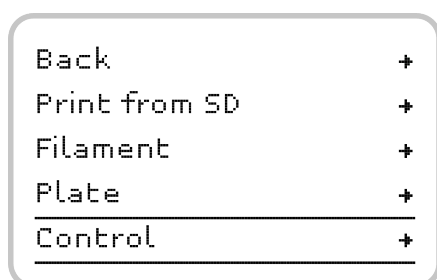 Back →
Print from SD →
Filament →
Plate →
Control →